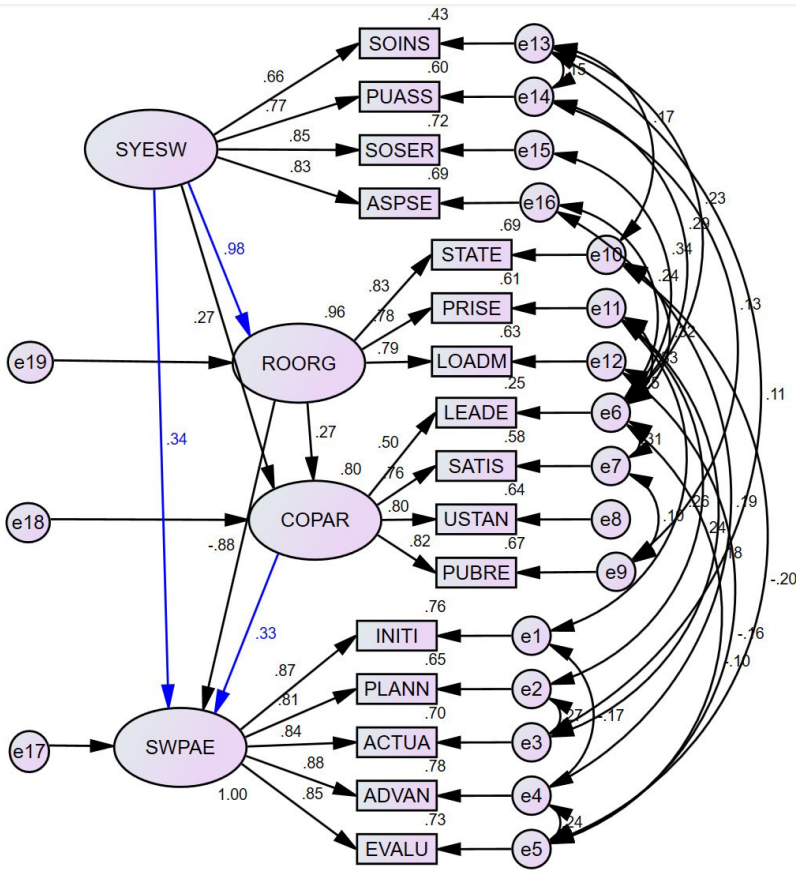 .43
SOINS
e13
.60
.66
.15
PUASS
e14
.77
.17
.72
.85
SYESW
SOSER
e15
.69
.83
ASPSE
e16
.23
.29
.69
.98
STATE
e10
.34
.61
.24
.83
.27
.96
PRISE
e11
.13
.78
.63
e19
ROORG
.79
LOADM
e12
.25
.11
LEADE
e6
.58
.27
.50
.34
.31
.80
.76
SATIS
e7
.64
.80
.26
.19
e18
COPAR
USTAN
e8
.67
.24
.82
-.88
PUBRE
e9
-.20
.76
.33
INITI
e1
-.16
.65
.87
-.10
PLANN
e2
.81
.70
.27
-.17
.84
e17
SWPAE
ACTUA
e3
.78
.88
1.00
.85
ADVAN
e4
.73
.24
EVALU
e5